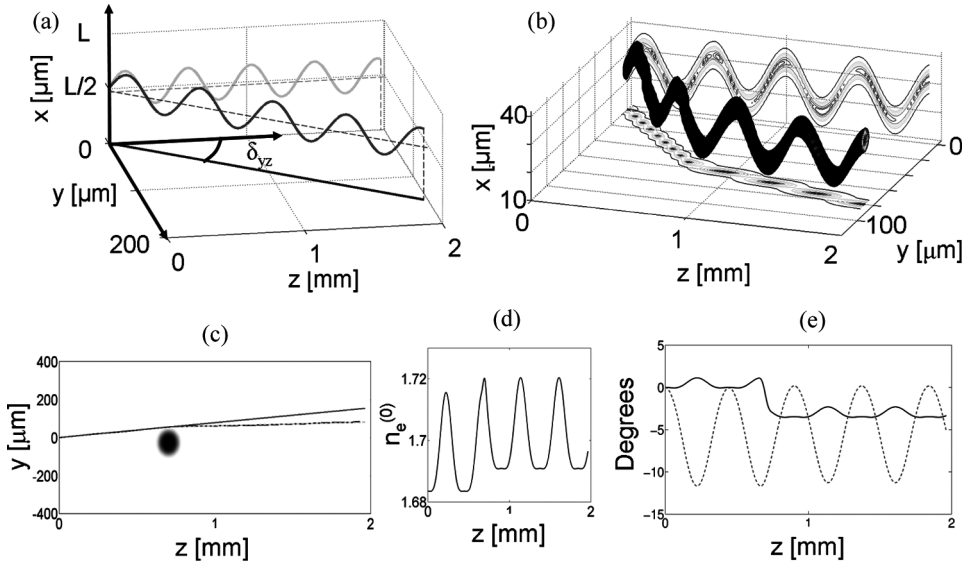 (a)
L
L/2
0
x [μm]
y [μm]
200
δyz
0
1
2
z [mm]
(b)
40
10
x [μm]
0
1
2
z [mm]
0
100
y [μm]
(c)
400
200
0
-200
-400
y [μm]
0
1
2
z [mm]
(d)
1.72
1.7
1.68
ne(0)
0
1
2
z [mm]
(e)
5
0
−5
−10
−15
Degrees
0
1
2
z [mm]